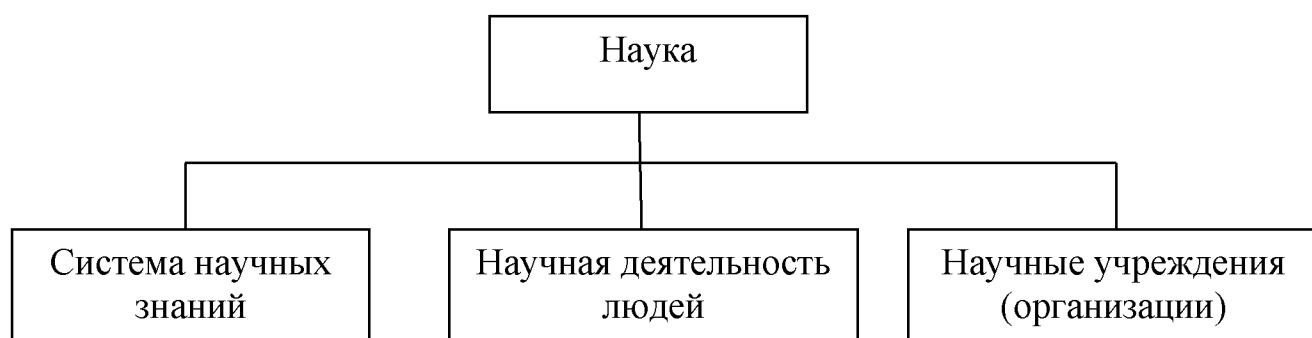 Наука
Система научных
знаний
Научная деятельность
людей
Научные учреждения
(организации)